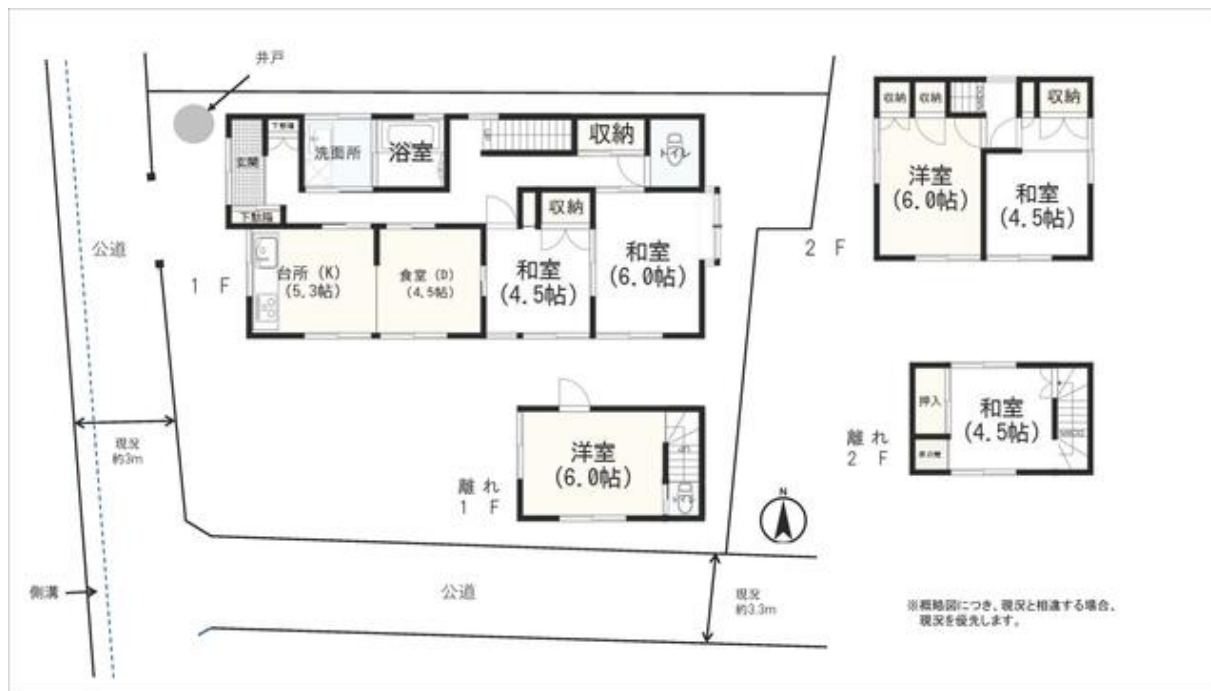 井戸
公道
1 F
玄関
下駄箱
下駄箱
洗面所
浴室
収納
トイレ
台所 (K)
(5.3帖)
食堂 (D)
(4.5帖)
収納
和室
(4.5帖)
和室
(6.0帖)
2 F
収納
収納
収納
洋室
(6.0帖)
和室
(4.5帖)
離れ
1 F
洋室
(6.0帖)
離れ
2 F
押入
和室
(4.5帖)
N
現況
約3m
側溝
公道
現況
約3.3m
※概略図につき、現況と相違する場合、
現況を優先します。